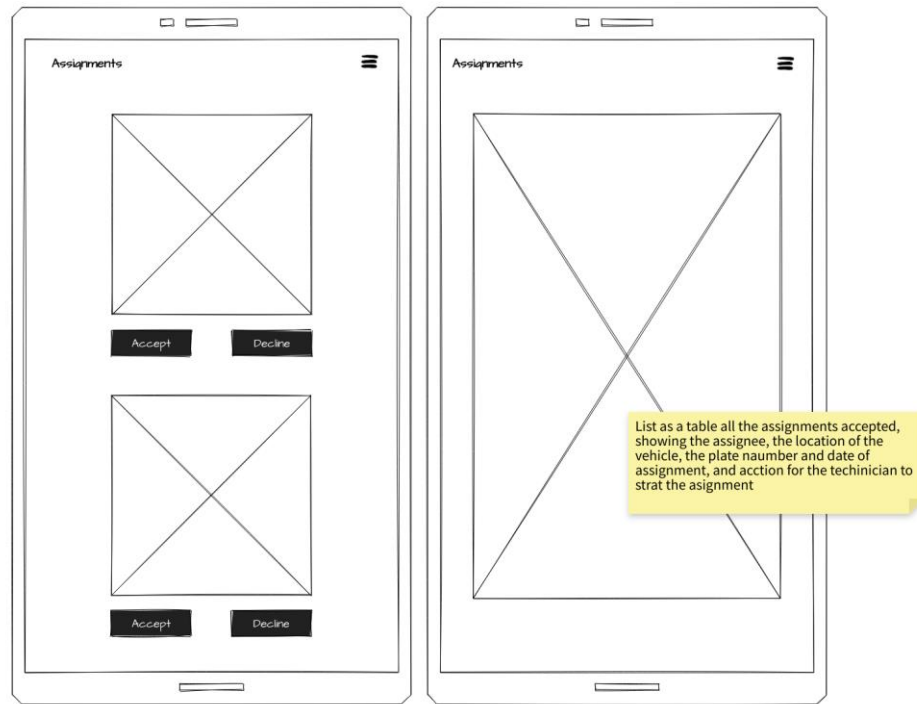 Assignments
Accept
Decline
Accept
Decline
Assignments
List as a table all the assignments accepted,
showing the assignee, the location of the
vehicle, the plate naumber and date of
assignment, and acction for the techinician to
strat the asignment